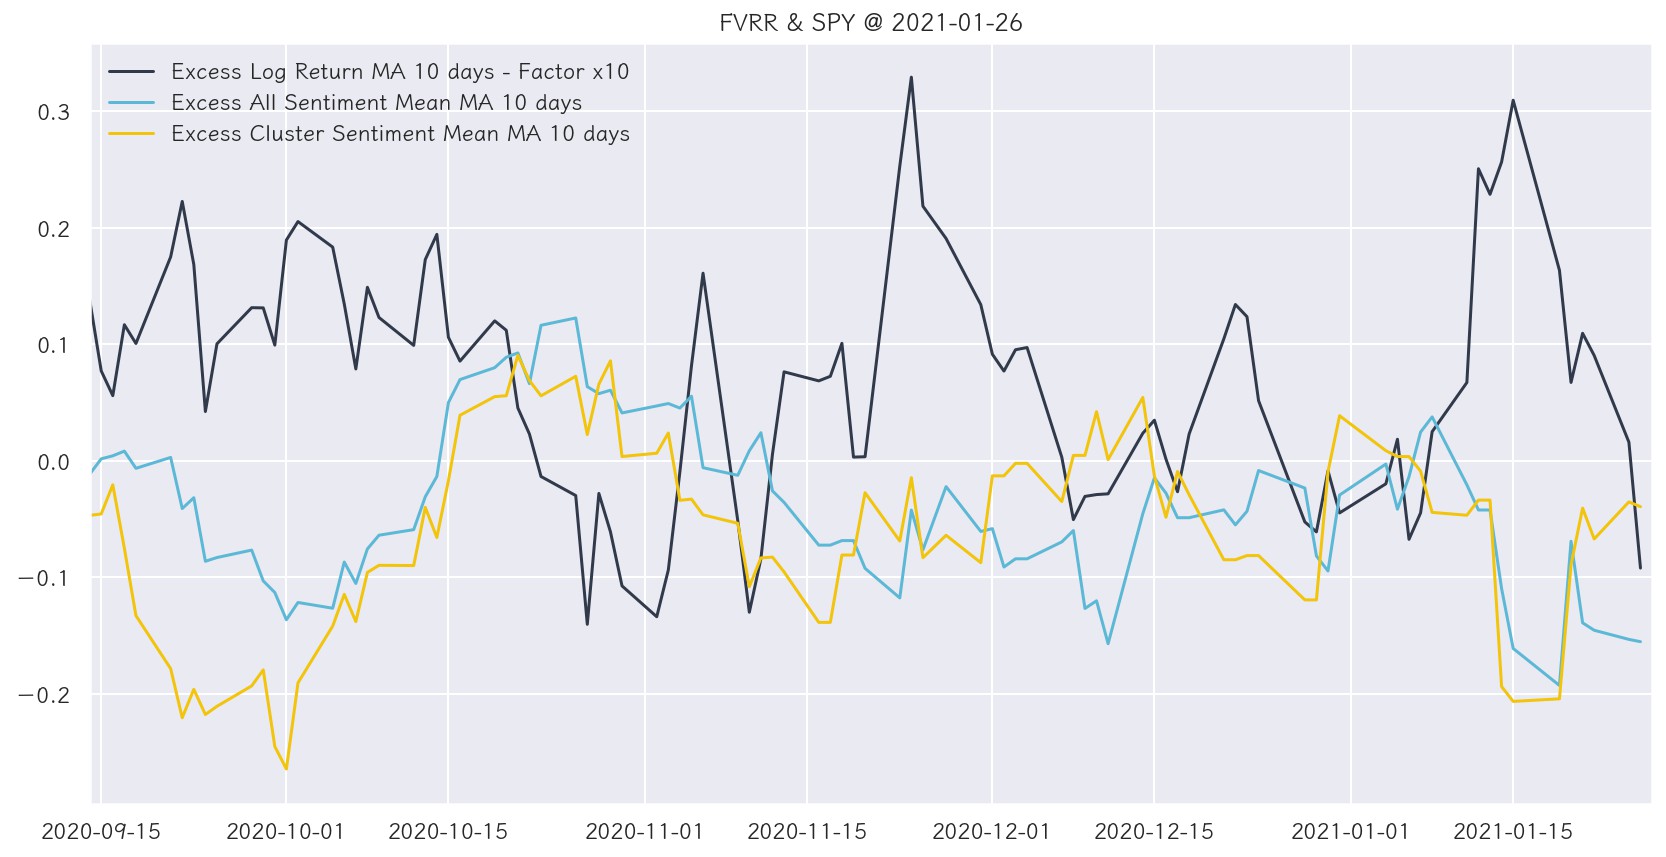 FVRR & SPY @ 2021-01-26
Excess Log Return MA 10 days - Factor x10
Excess All Sentiment Mean MA 10 days
Excess Cluster Sentiment Mean MA 10 days
0.3
0.2
0.1
0.0
−0.1
−0.2
2020-09-15 2020-10-01 2020-10-15 2020-11-01 2020-11-15 2020-12-01 2020-12-15 2021-01-01 2021-01-15